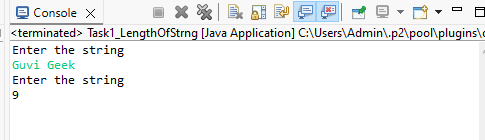 Console
<terminated> Task1_LengthOfStrng [Java Application] C:\Users\Admin\.p2\pool\plugins\
Enter the string
Guvi Geek
Enter the string
9